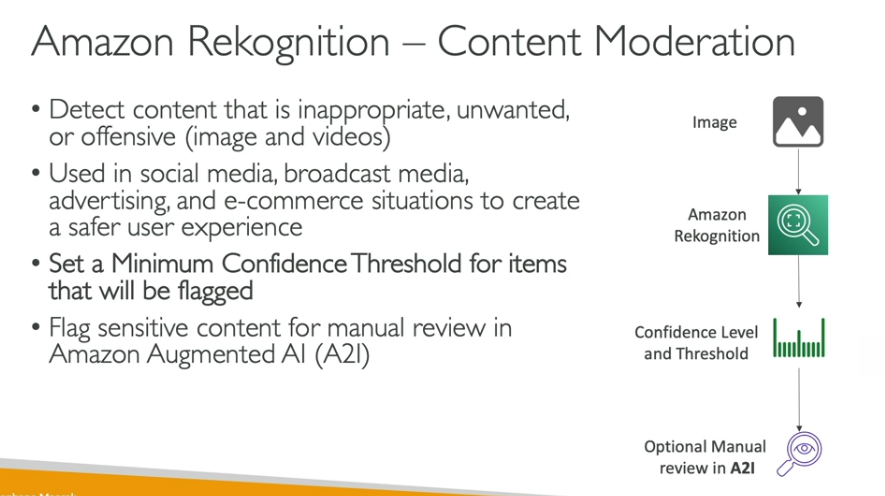 Amazon Rekognition – Content Moderation
• Detect content that is inappropriate, unwanted,
or offensive (image and videos)
• Used in social media, broadcast media,
advertising, and e-commerce situations to create
a safer user experience
• Set a Minimum Confidence Threshold for items
that will be flagged
• Flag sensitive content for manual review in
Amazon Augmented AI (A2I)
Image
Amazon
Rekognition
Confidence Level
and Threshold
Optional Manual
review in A2I